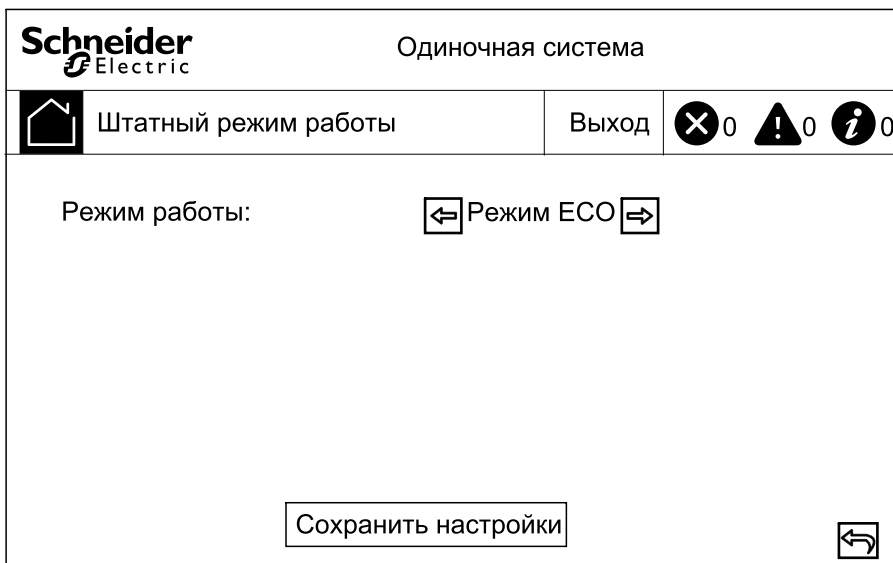 Schneider
Electric
Одиночная система
Штатный режим работы
Выход
0
0
0
Режим работы:
Режим ECO
Сохранить настройки